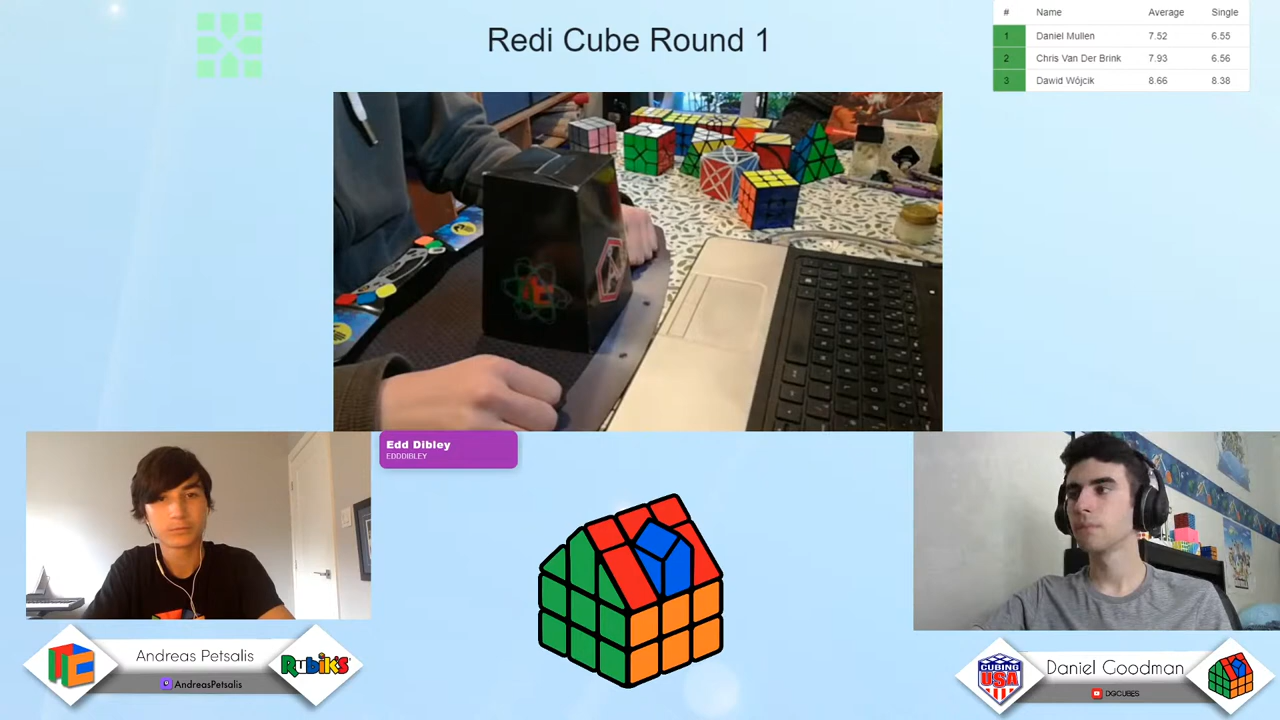 Redi Cube Round 1
# Name Average Single
1 Daniel Mullen 7.52 6.55
2 Chris Van Der Brink 7.93 6.56
3 Dawid Wójcik 8.66 8.38
Edd Dibley
EDDDIBLEY
Andreas Petsalis
AndreasPetsalis
Rubik's
CUBING
USA
Daniel Goodman
DGCUBES